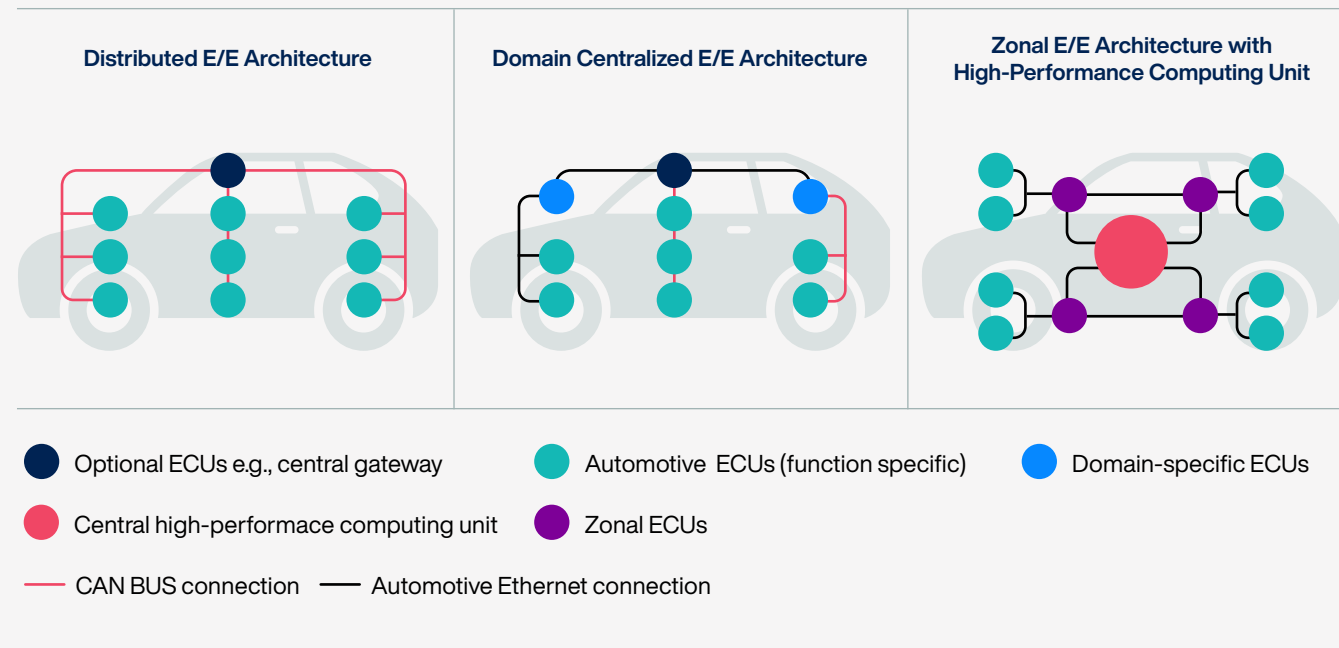 Distributed E/E Architecture
Domain Centralized E/E Architecture
Zonal E/E Architecture with
High-Performance Computing Unit
Optional ECUs e.g., central gateway
Automotive ECUs (function specific)
Domain-specific ECUs
Central high-performace computing unit
Zonal ECUs
CAN BUS connection
Automotive Ethernet connection